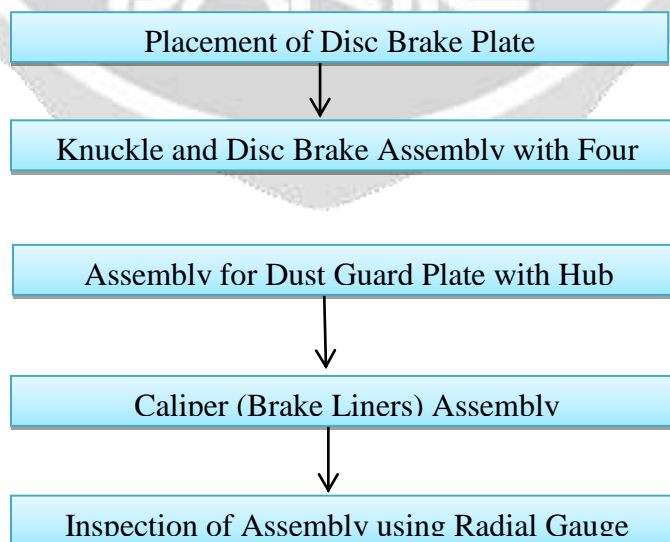 Placement of Disc Brake Plate
Knuckle and Disc Brake Assembly with Four
Assembly for Dust Guard Plate with Hub
Caliper (Brake Liners) Assembly
Inspection of Assembly using Radial Gauge